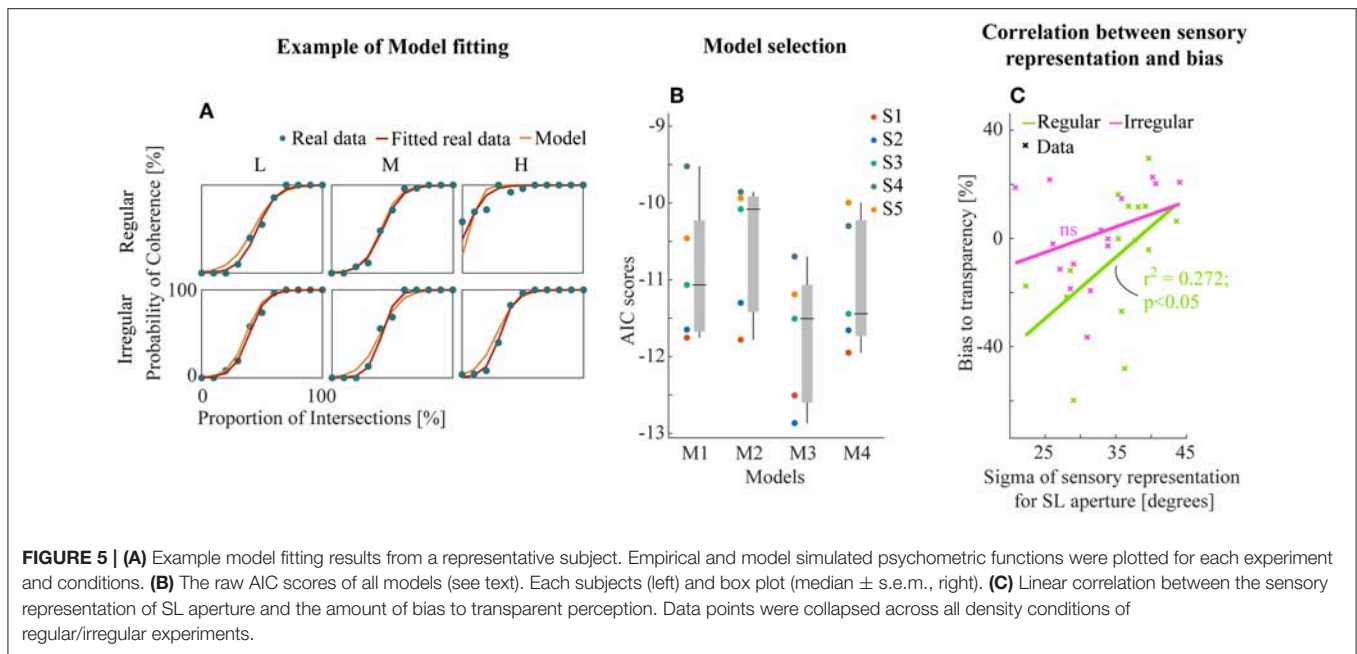 Example of Model fitting
Model selection
Correlation between sensory
representation and bias
A
Real data Fitted real data Model
L M H
Regular
Irregular
Probability of Coherence [%]
100
0
0 100
Proportion of Intersections [%]
B
S1
S2
S3
S4
S5
-9
-10
-11
-12
-13
AIC scores
M1 M2 M3 M4
Models
C
Regular Irregular
Data
40
0
-40
Bias to transparency [%]
ns
r² = 0.272;
p<0.05
25 35 45
Sigma of sensory representation
for SL aperture [degrees]
FIGURE 5 | (A) Example model fitting results from a representative subject. Empirical and model simulated psychometric functions were plotted for each experiment
and conditions. (B) The raw AIC scores of all models (see text). Each subjects (left) and box plot (median ± s.e.m., right). (C) Linear correlation between the sensory
representation of SL aperture and the amount of bias to transparent perception. Data points were collapsed across all density conditions of
regular/irregular experiments.